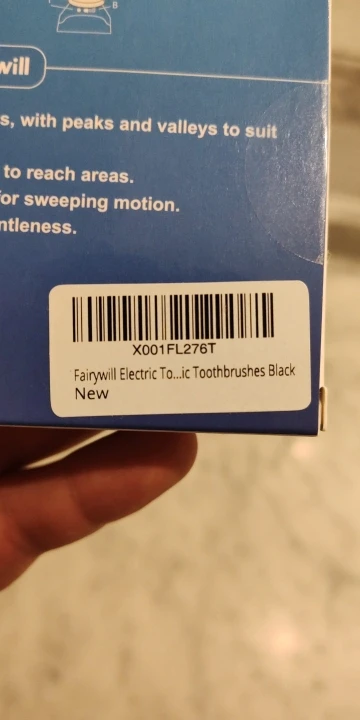 B
will
s, with peaks and valleys to suit
to reach areas.
for sweeping motion.
ntleness.
X001FL276T
Fairywill Electric To...ic Toothbrushes Black
New